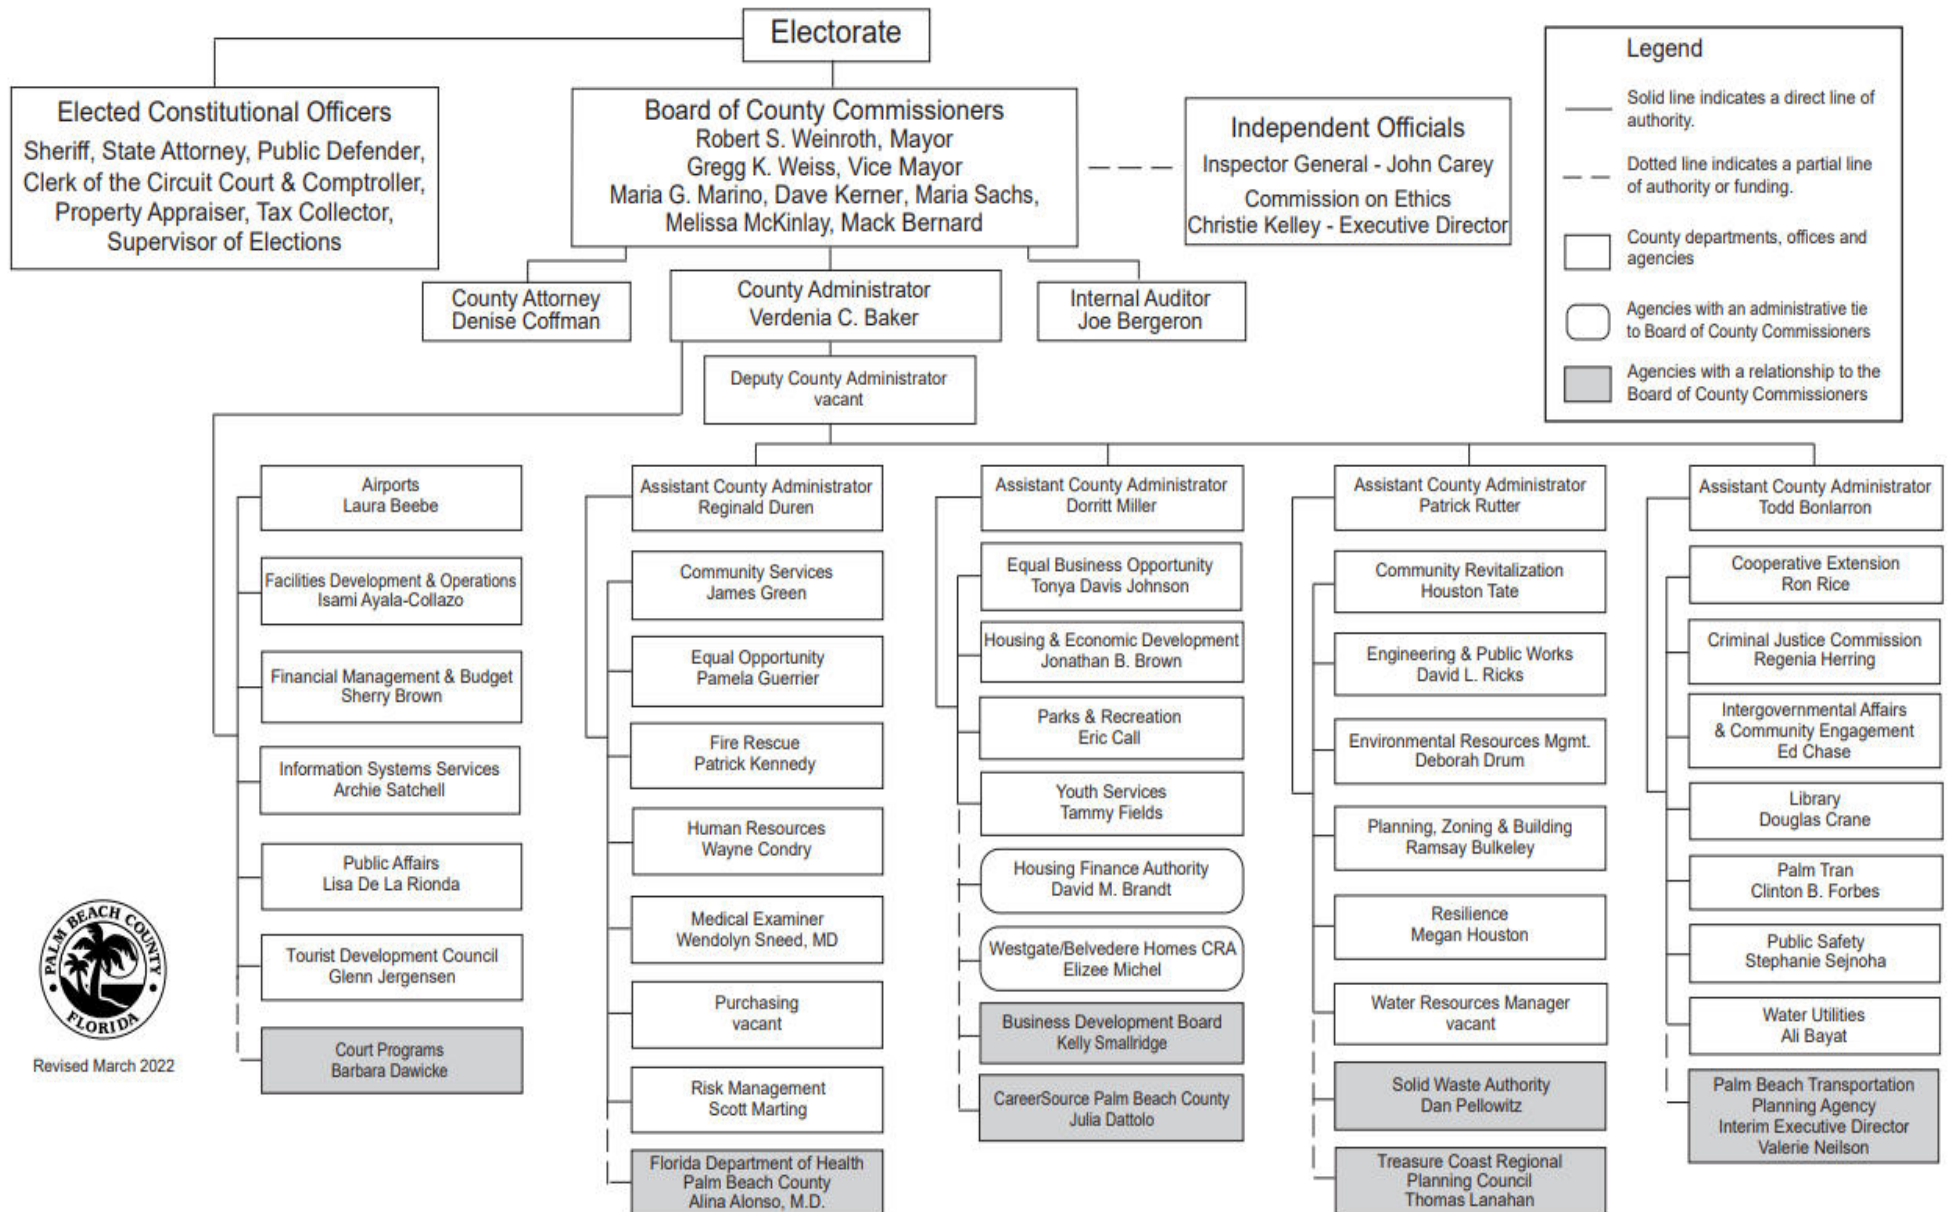 Electorate
Elected Constitutional Officers
Sheriff, State Attorney, Public Defender,
Clerk of the Circuit Court & Comptroller,
Property Appraiser, Tax Collector,
Supervisor of Elections
Board of County Commissioners
Robert S. Weinroth, Mayor
Gregg K. Weiss, Vice Mayor
Maria G. Marino, Dave Kerner, Maria Sachs,
Melissa McKinlay, Mack Bernard
Independent Officials
Inspector General - John Carey
Commission on Ethics
Christie Kelley - Executive Director
Legend
Solid line indicates a direct line of
authority.
Dotted line indicates a partial line
of authority or funding.
County departments, offices and
agencies
Agencies with an administrative tie
to Board of County Commissioners
Agencies with a relationship to the
Board of County Commissioners
County Attorney
Denise Coffman
County Administrator
Verdenia C. Baker
Internal Auditor
Joe Bergeron
Deputy County Administrator
vacant
Airports
Laura Beebe
Facilities Development & Operations
Isami Ayala-Collazo
Financial Management & Budget
Sherry Brown
Information Systems Services
Archie Satchell
Public Affairs
Lisa De La Rionda
Tourist Development Council
Glenn Jergensen
Court Programs
Barbara Dawicke
Assistant County Administrator
Reginald Duren
Community Services
James Green
Equal Opportunity
Pamela Guerrier
Fire Rescue
Patrick Kennedy
Human Resources
Wayne Condry
Medical Examiner
Wendolyn Sneed, MD
Purchasing
vacant
Risk Management
Scott Marting
Florida Department of Health
Palm Beach County
Alina Alonso, M.D.
Assistant County Administrator
Dorritt Miller
Equal Business Opportunity
Tonya Davis Johnson
Housing & Economic Development
Jonathan B. Brown
Parks & Recreation
Eric Call
Youth Services
Tammy Fields
Housing Finance Authority
David M. Brandt
Westgate/Belvedere Homes CRA
Elizee Michel
Business Development Board
Kelly Smallridge
CareerSource Palm Beach County
Julia Dattolo
Assistant County Administrator
Patrick Rutter
Community Revitalization
Houston Tate
Engineering & Public Works
David L. Ricks
Environmental Resources Mgmt.
Deborah Drum
Planning, Zoning & Building
Ramsay Bulkeley
Resilience
Megan Houston
Water Resources Manager
vacant
Solid Waste Authority
Dan Pellowitz
Treasure Coast Regional
Planning Council
Thomas Lanahan
Assistant County Administrator
Todd Bonlarron
Cooperative Extension
Ron Rice
Criminal Justice Commission
Regenia Herring
Intergovernmental Affairs
& Community Engagement
Ed Chase
Library
Douglas Crane
Palm Tran
Clinton B. Forbes
Public Safety
Stephanie Sejnoha
Water Utilities
Ali Bayat
Palm Beach Transportation
Planning Agency
Interim Executive Director
Valerie Neilson
PALM BEACH COUNTY
FLORIDA
Revised March 2022